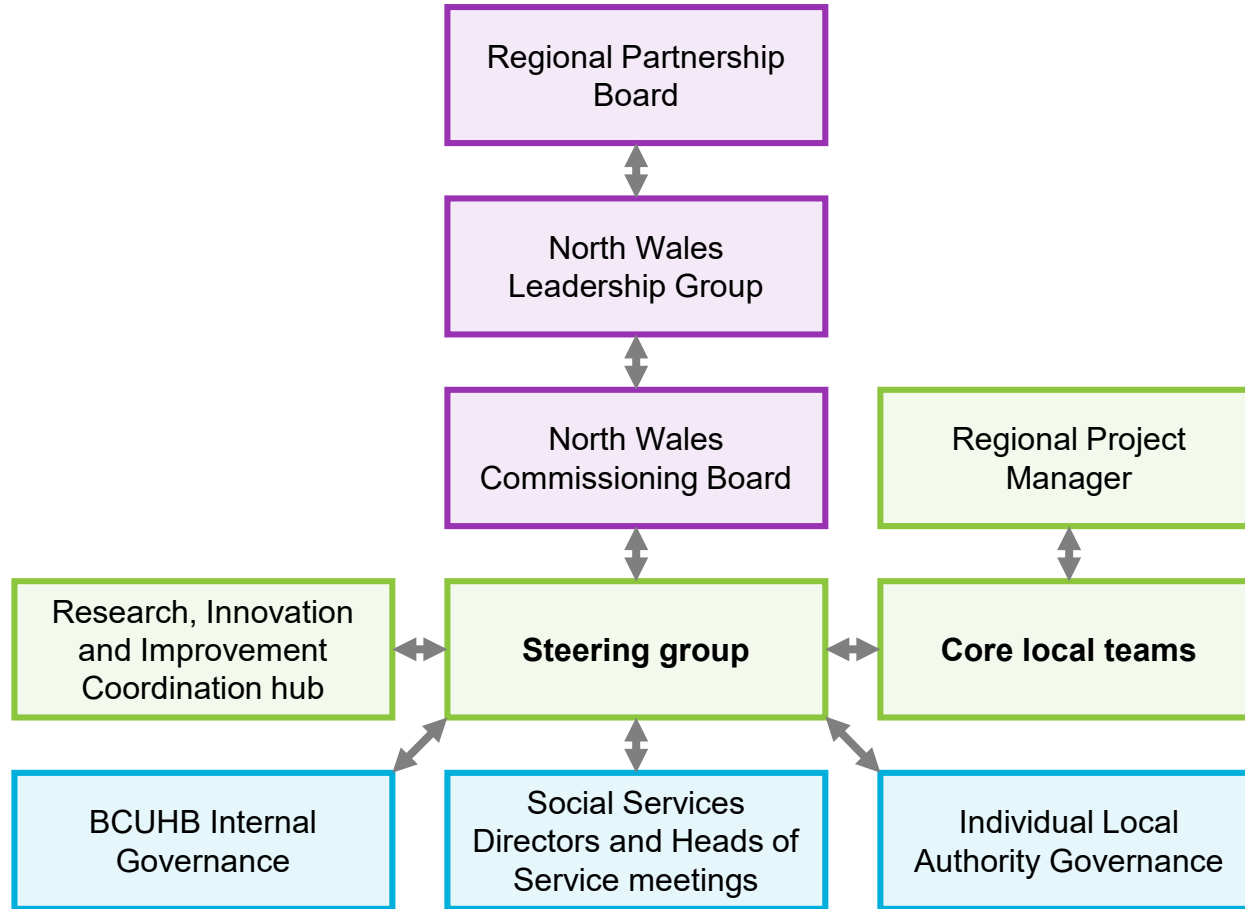 Regional Partnership
Board
North Wales
Leadership Group
North Wales
Commissioning Board
Regional Project
Manager
Research, Innovation
and Improvement
Coordination hub
Steering group
Core local teams
BCUHB Internal
Governance
Social Services
Directors and Heads of
Service meetings
Individual Local
Authority Governance